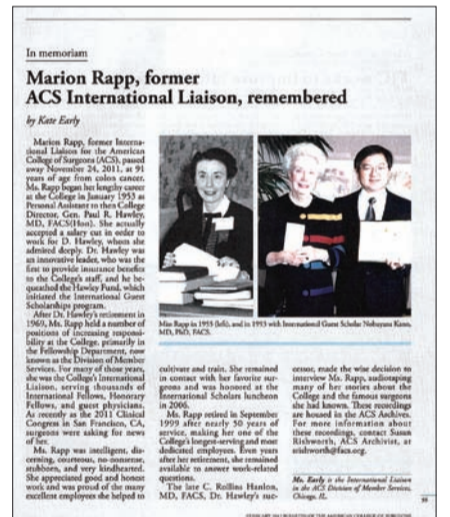 In memoriam
Marion Rapp, former
ACS International Liaison, remembered
by Kate Early
Marion Rapp, former Interna-
tional Liaison for the American
College of Surgeons (ACS), passed
away November 24, 2011, at 91
years of age from colon cancer.
Ms. Rapp began her lengthy career
at the College in January 1953 as
Personal Assistant to then College
Director, Gen. Paul R. Hawley,
MD, FACS(Hon). She actually
accepted a salary cut in order to
work for D. Hawley, whom she
admired deeply. Dr. Hawley was
an innovative leader, who was the
first to provide insurance benefits
to the College's staff, and he be-
queathed the Hawley Fund, which
initiated the International Guest
Scholarships program.
After Dr. Hawley's retirement in
1969, Ms. Rapp held a number of
positions of increasing responsi-
bility at the College, primarily in
the Fellowship Department, now
known as the Division of Member
Services. For many of those years,
she was the College's International
Liaison, serving thousands of
International Fellows, Honorary
Fellows, and guest physicians.
As recently as the 2011 Clinical
Congress in San Francisco, CA,
surgeons were asking for news
of her.
Ms. Rapp was intelligent, dis-
cerning, courteous, no-nonsense,
stubborn, and very kindhearted.
She appreciated good and honest
work and was proud of the many
excellent employees she helped to
Miss Rapp in 1955 (left), and in 1993 with International Guest Scholar Nobuyasu Kano,
MD, PhD, FACS.
cultivate and train. She remained
in contact with her favorite sur-
geons and was honored at the
International Scholars luncheon
in 2006.
Ms. Rapp retired in September
1999 after nearly 50 years of
service, making her one of the
College's longest-serving and most
dedicated employees. Even years
after her retirement, she remained
available to answer work-related
questions.
The late C. Rollins Hanlon,
MD, FACS, Dr. Hawley's suc-
cessor, made the wise decision to
interview Ms. Rapp, audiotaping
many of her stories about the
College and the famous surgeons
she had known. These recordings
are housed in the ACS Archives.
For more information about
these recordings, contact Susan
Rishworth, ACS Archivist, at
srishworth@facs.org.
Ms. Early is the International Liaison
in the ACS Division of Member Services,
Chicago, IL.